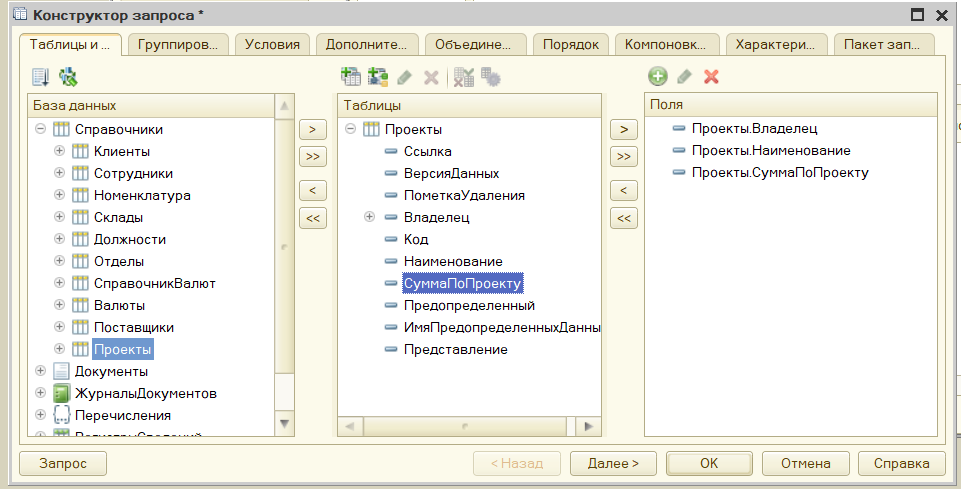 Конструктор запроса *
Таблицы и ...
Группиров...
Условия
Дополните...
Объедине...
Порядок
Компоновк...
Характери...
Пакет зап...
База данных
Справочники
Клиенты
Сотрудники
Номенклатура
Склады
Должности
Отделы
СправочникВалют
Валюты
Поставщики
Проекты
Документы
ЖурналыДокументов
Перечисления
РегистрыСведений
Таблицы
Проекты
Ссылка
ВерсияДанных
ПометкаУдаления
Владелец
Код
Наименование
СуммаПоПроекту
Предопределенный
ИмяПредопределенныхДанны
Представление
>
>>
<
<<
>
>>
<
<<
Поля
Проекты.Владелец
Проекты.Наименование
Проекты.СуммаПоПроекту
Запрос
< Назад
Далее >
OK
Отмена
Справка